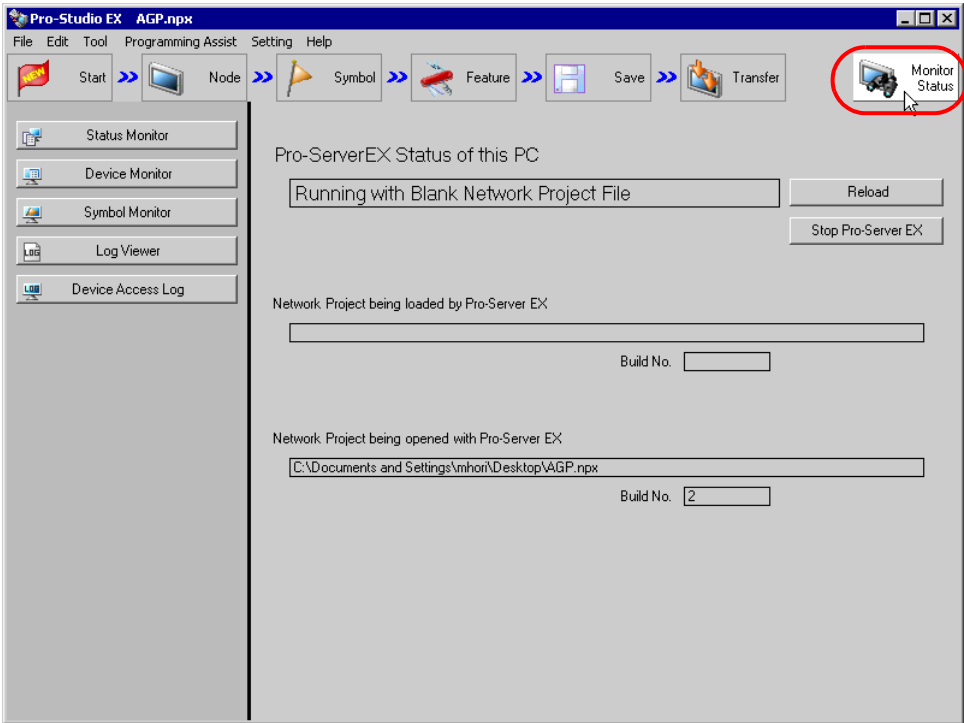 Pro-Studio EX AGP.npx
File Edit Tool Programming Assist Setting Help
NEW Start Node Symbol Feature Save Transfer Monitor Status
Status Monitor
Device Monitor
Symbol Monitor
LOG Log Viewer
LOG Device Access Log
Pro-ServerEX Status of this PC
Running with Blank Network Project File
Reload
Stop Pro-Server EX
Network Project being loaded by Pro-Server EX
Build No.
Network Project being opened with Pro-Server EX
C:\Documents and Settings\mhori\Desktop\AGP.npx
Build No. 2